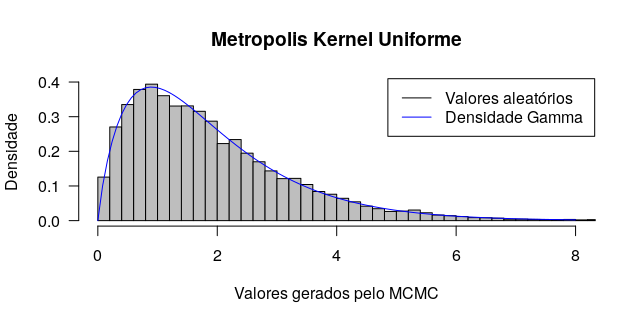 Metropolis Kernel Uniforme
Valores aleatórios
Densidade Gamma
Densidade
0.4
0.3
0.2
0.1
0.0
0 2 4 6 8
Valores gerados pelo MCMC